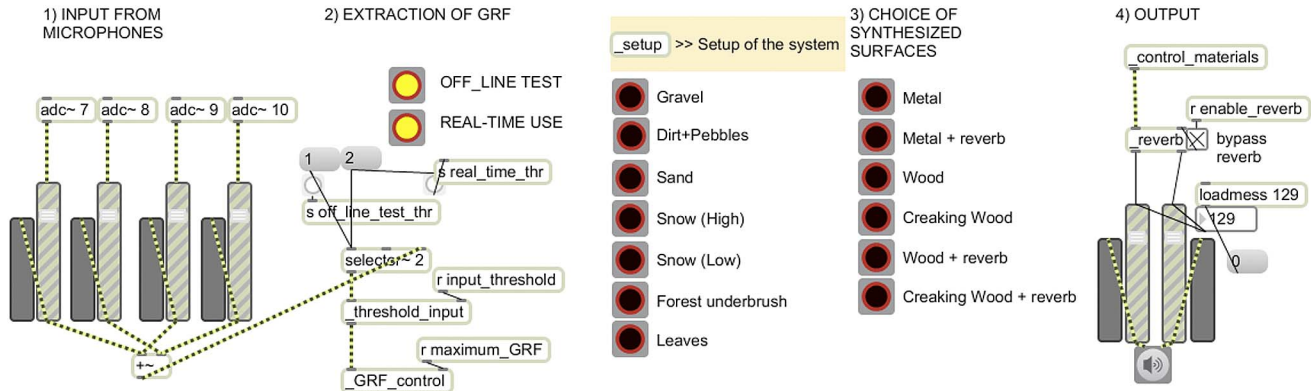 1) INPUT FROM
MICROPHONES
adc~ 7
adc~ 8
adc~ 9
adc~ 10
+~
2) EXTRACTION OF GRF
OFF_LINE TEST
REAL-TIME USE
1
2
s real_time_thr
s off_line_test_thr
selector~ 2
r input_threshold
_threshold_input
r maximum_GRF
_GRF_control
_setup
>> Setup of the system
Gravel
Dirt+Pebbles
Sand
Snow (High)
Snow (Low)
Forest underbrush
Leaves
3) CHOICE OF
SYNTHESIZED
SURFACES
Metal
Metal + reverb
Wood
Creaking Wood
Wood + reverb
Creaking Wood + reverb
4) OUTPUT
_control_materials
r enable_reverb
_reverb
bypass
reverb
loadmess 129
129
0